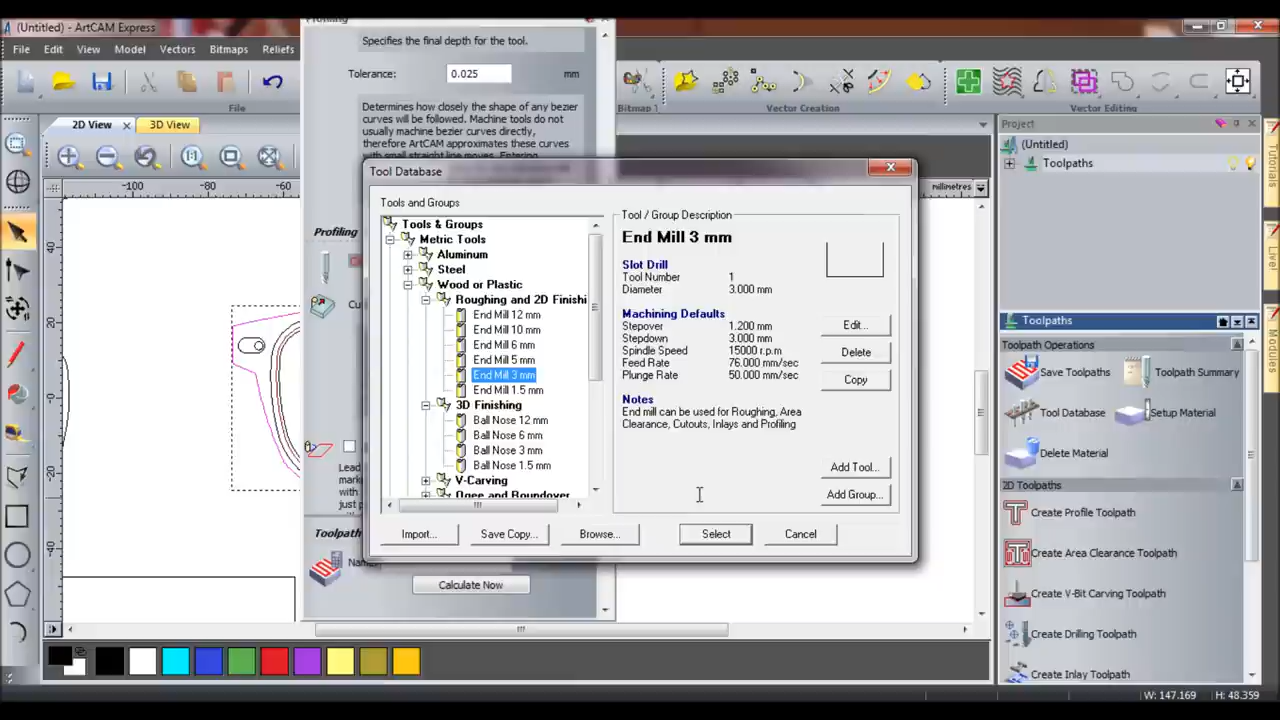 (Untitled) - ArtCAM Express
File Edit View Model Vectors Bitmaps Reliefs
Specifies the final depth for the tool.
Tolerance: 0.025 mm
Determines how closely the shape of any bezier
curves will be followed. Machine tools do not
usually machine bezier curves directly,
therefore ArtCAM approximates these curves
File
Vector Creation
Vector Editing
2D View
3D View
-100 -80 -60
millimetres
40
20
-0
-20
-40
Profiling
Tool Database
Tools and Groups
Tools & Groups
Metric Tools
Aluminum
Steel
Wood or Plastic
Roughing and 2D Finishi
End Mill 12 mm
End Mill 10 mm
End Mill 6 mm
End Mill 5 mm
End Mill 3 mm
End Mill 1.5 mm
3D Finishing
Ball Nose 12 mm
Ball Nose 6 mm
Ball Nose 3 mm
Ball Nose 1.5 mm
V-Carving
Ogee and Roundover
Tool / Group Description
End Mill 3 mm
Slot Drill
Tool Number 1
Diameter 3.000 mm
Machining Defaults
Stepover 1.200 mm
Stepdown 3.000 mm
Spindle Speed 15000 r.p.m
Feed Rate 76.000 mm/sec
Plunge Rate 50.000 mm/sec
Notes
End mill can be used for Roughing, Area
Clearance, Cutouts, Inlays and Profiling
Edit...
Delete
Copy
Add Tool...
Add Group...
Import...
Save Copy...
Browse...
Select
Cancel
Calculate Now
Project
(Untitled)
Toolpaths
Toolpaths
Toolpath Operations
Save Toolpaths
Toolpath Summary
Tool Database
Setup Material
Delete Material
2D Toolpaths
Create Profile Toolpath
Create Area Clearance Toolpath
Create V-Bit Carving Toolpath
Create Drilling Toolpath
Create Inlay Toolpath
Tutorials
Live!
Modules
W: 147.169 H: 48.359